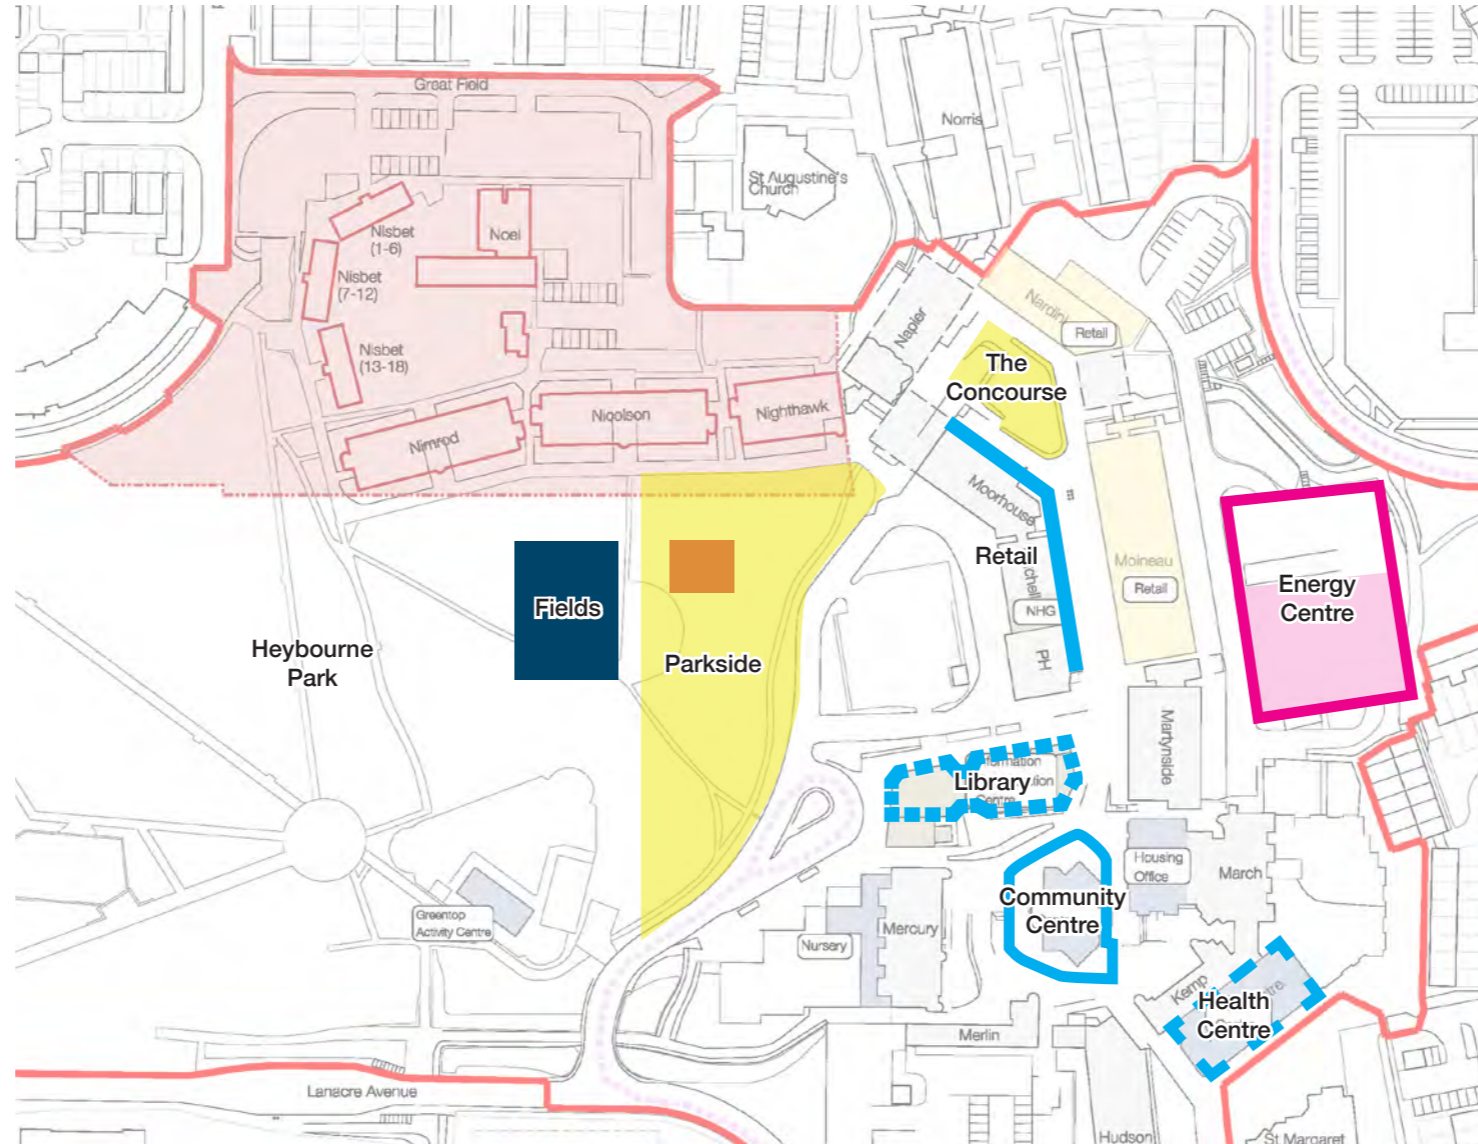 Great Field
Norris
St Augustine's
Church
Nisbet
(1-6)
Noel
Nisbet
(7-12)
Nardini
Retail
Napier
Nisbet
(13-18)
The
Concourse
Nimrod
Nicolson
Nighthawk
Moorhouse
Retail
chell
NHG
PH
Moineau
Retail
Energy
Centre
Fields
Heybourne
Park
Parkside
Martynside
Library
Centre
Housing
Office
March
Community
Centre
Greentop
Activity Centre
Nursery
Mercury
Kemp
Health
Centre
Merlin
Lanacre Avenue
Hudson
St Margaret